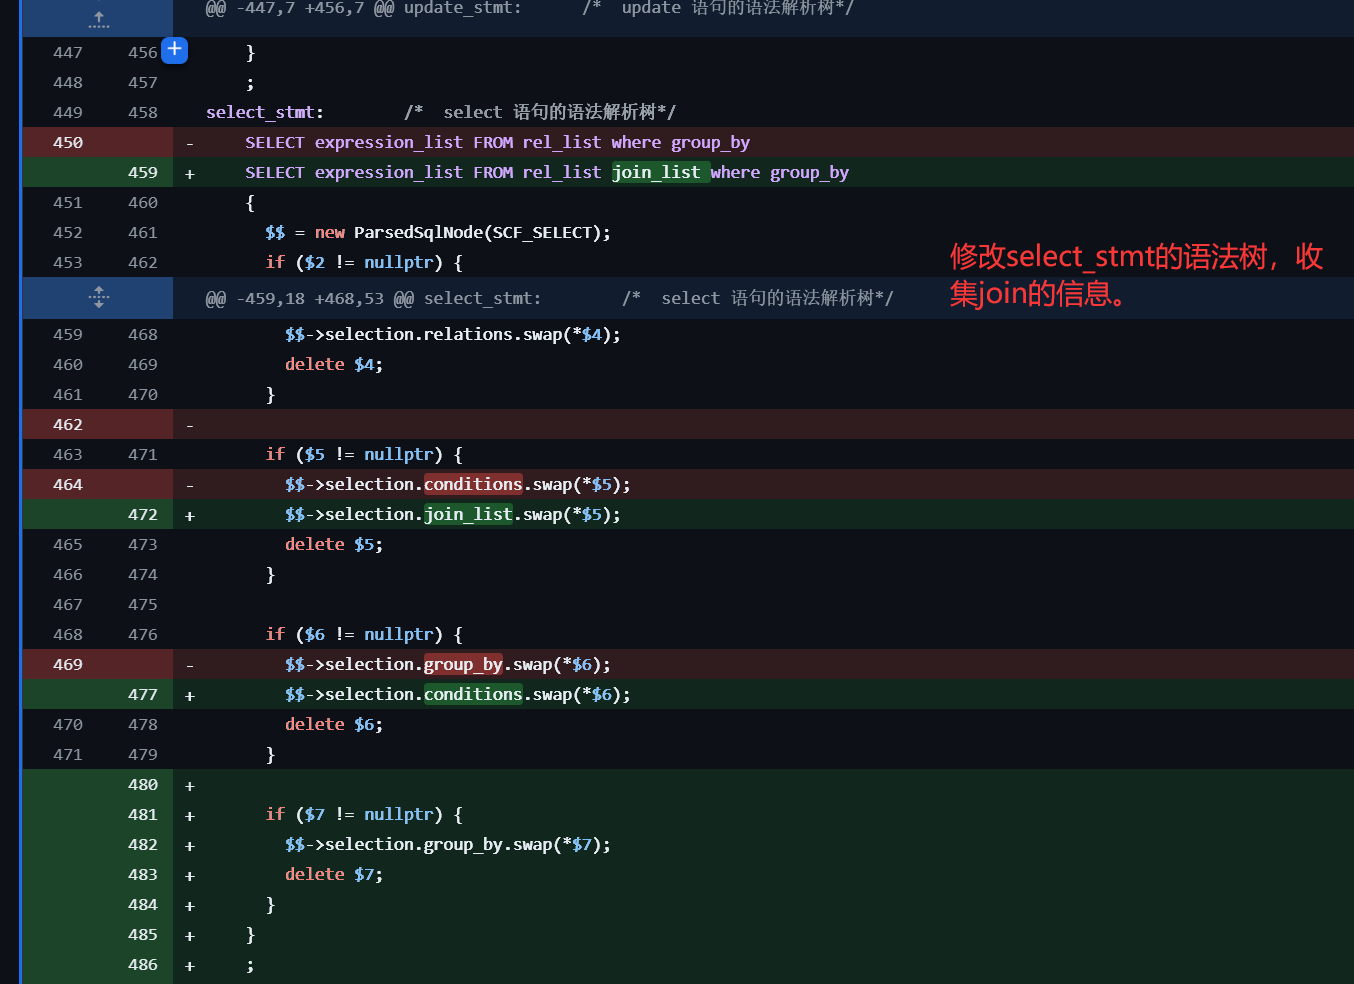 @@ -447,7 +456,7 @@ update_stmt:      /*  update 语句的语法解析树*/
447 456 }
448 457 ;
449 458 select_stmt:        /*  select 语句的语法解析树*/
450 - SELECT expression_list FROM rel_list where group_by
459 + SELECT expression_list FROM rel_list join_list where group_by
451 460 {
452 461 $$ = new ParsedSqlNode(SCF_SELECT);
453 462 if ($2 != nullptr) {
修改select_stmt的语法树，收
集join的信息。
@@ -459,18 +468,53 @@ select_stmt:        /*  select 语句的语法解析树*/
459 468 $$->selection.relations.swap(*$4);
460 469 delete $4;
461 470 }
462 -
463 471 if ($5 != nullptr) {
464 - $$->selection.conditions.swap(*$5);
472 + $$->selection.join_list.swap(*$5);
465 473 delete $5;
466 474 }
467 475
468 476 if ($6 != nullptr) {
469 - $$->selection.group_by.swap(*$6);
477 + $$->selection.conditions.swap(*$6);
470 478 delete $6;
471 479 }
480 +
481 + if ($7 != nullptr) {
482 + $$->selection.group_by.swap(*$7);
483 + delete $7;
484 + }
485 + }
486 + ;